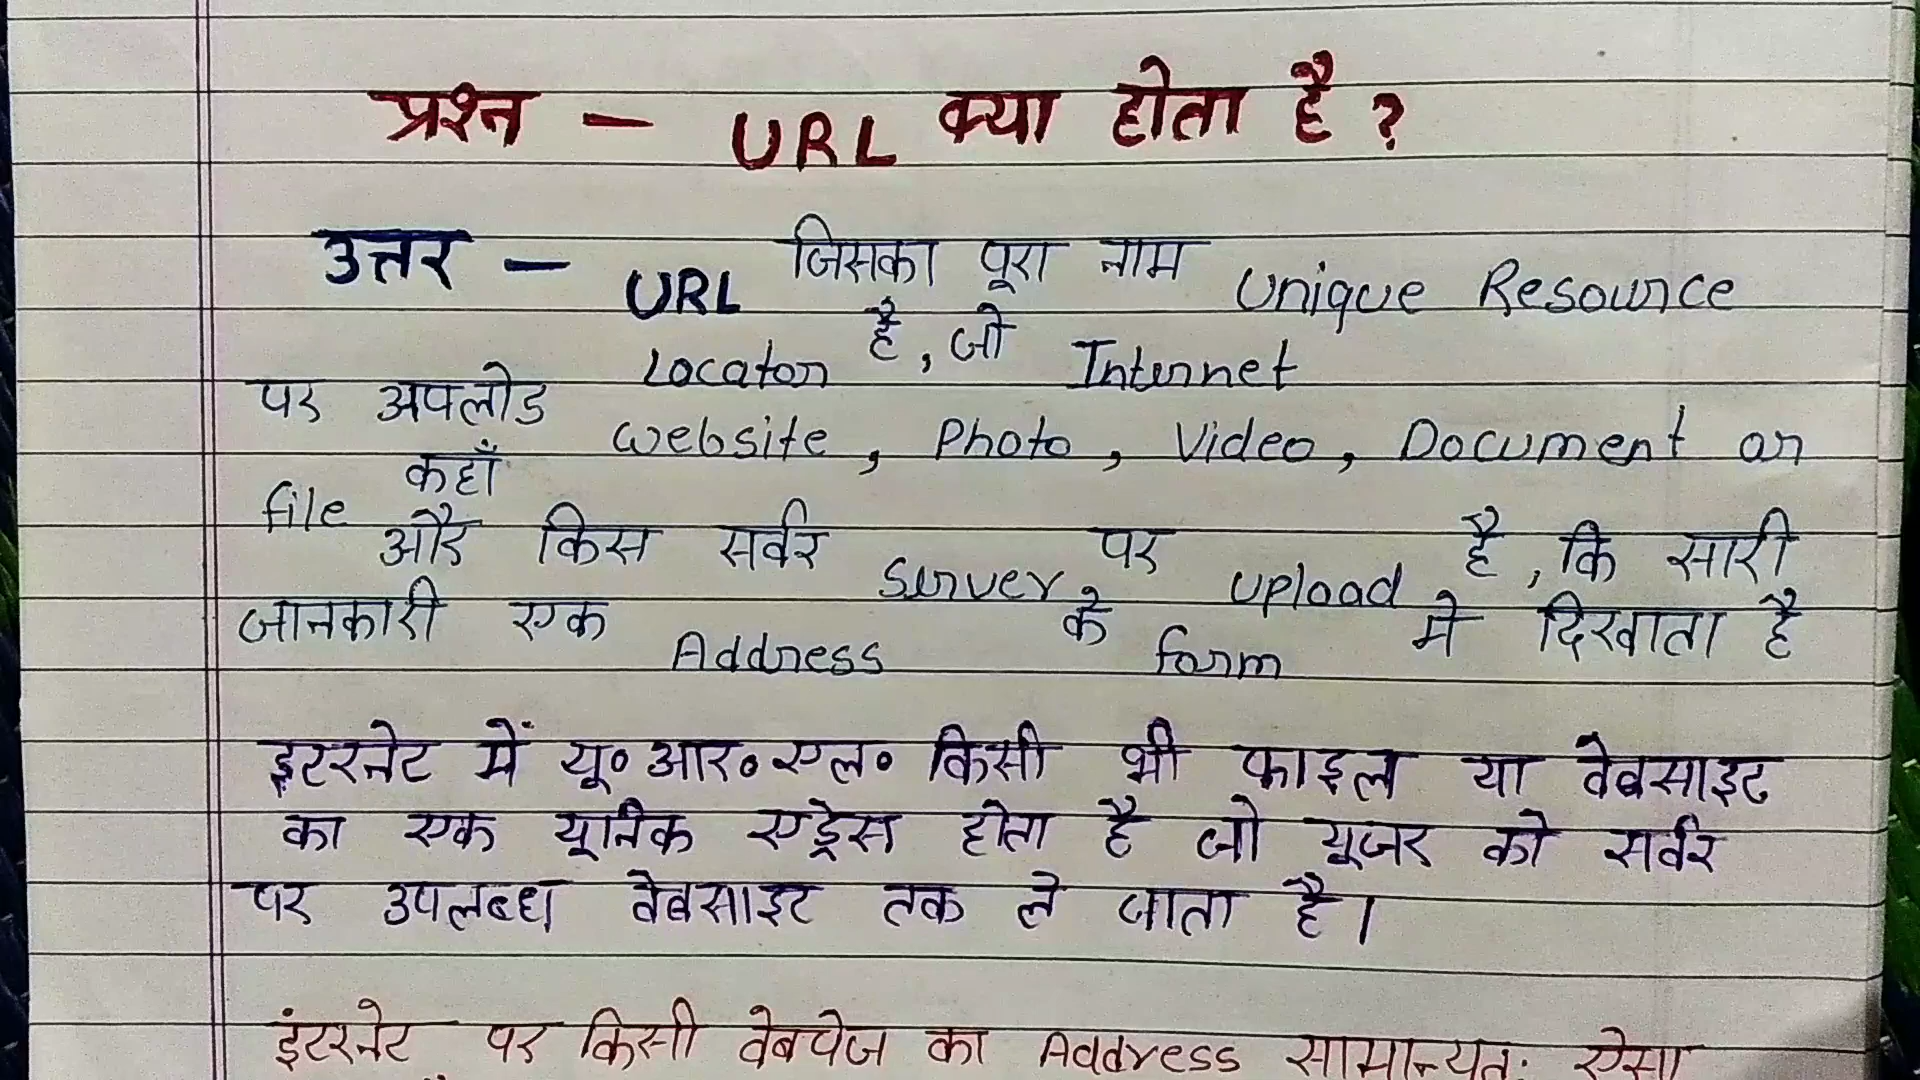 प्रश्न — URL क्या होता है ?
उत्तर — URL जिसका पूरा नाम Unique Resource
Locator है, जो Internet
पर अपलोड Website, Photo, Video, Document or
file कहाँ
और किस सर्वर Server पर upload है, कि सारी
जानकारी एक Address के form में दिखाता है
इटरनेट में यू॰ आर॰ एल॰ किसी भी फाइल या वेबसाइट
का एक यूनिक एड्रेस होता है जो यूजर को सर्वर
पर उपलब्ध वेबसाइट तक ले जाता है।
इंटरनेट पर किसी वेबपेज का Address सामान्यत: ऐसा